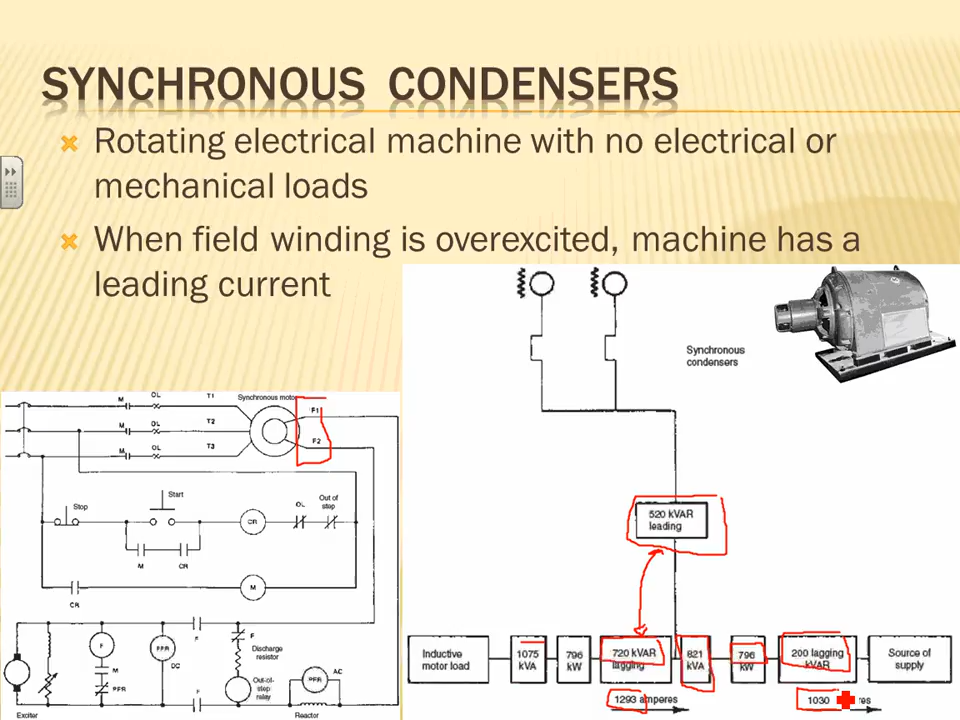 SYNCHRONOUS CONDENSERS
Rotating electrical machine with no electrical or
mechanical loads
When field winding is overexcited, machine has a
leading current
Synchronous
condensers
520 kVAR
leading
Inductive
motor load
1075
kVA
796
kW
720 kVAR
lagging
821
kVA
796
kW
200 lagging
kVAR
Source of
supply
1293 amperes
1030
M
OL
T1
Synchronous motor
F1
M
OL
T2
F2
M
OL
T3
Stop
Start
OL
Out of
step
CR
M
CR
M
CR
F
M
PFR
PFR
DC
F
F
F
Discharge
resistor
Out-of-
step
relay
AC
PFR
Exciter
Reactor